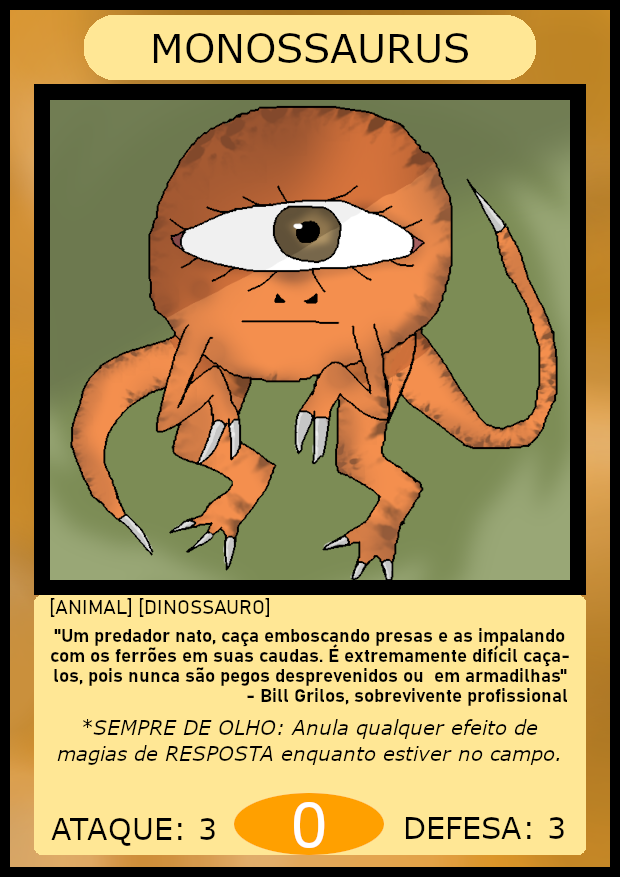 MONOSSAURUS
[ANIMAL] [DINOSSAURO]
"Um predador nato, caça emboscando presas e as impalando
com os ferrões em suas caudas. É extremamente difícil caça-
los, pois nunca são pegos desprevenidos ou  em armadilhas"
- Bill Grilos, sobrevivente profissional
*SEMPRE DE OLHO: Anula qualquer efeito de
magias de RESPOSTA enquanto estiver no campo.
ATAQUE: 3 0 DEFESA: 3